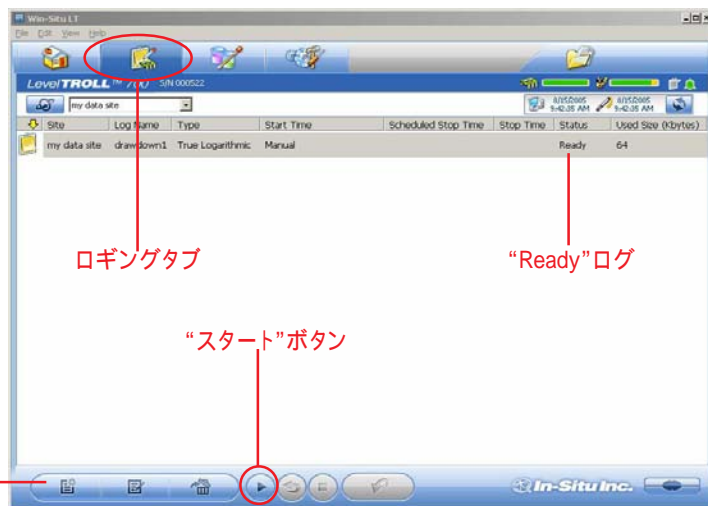 Win-Situ LT
File Edit View Help
Level TROLL™ 700 S/N 000522
my data site
8/15/2005 9:42:35 AM
8/15/2005 9:42:35 AM
Site Log Name Type Start Time Scheduled Stop Time Stop Time Status Used Size (Kbytes)
my data site drawdown1 True Logarithmic Manual Ready 64
ロギングタブ
“Ready”ログ
“スタート”ボタン
In-Situ Inc.